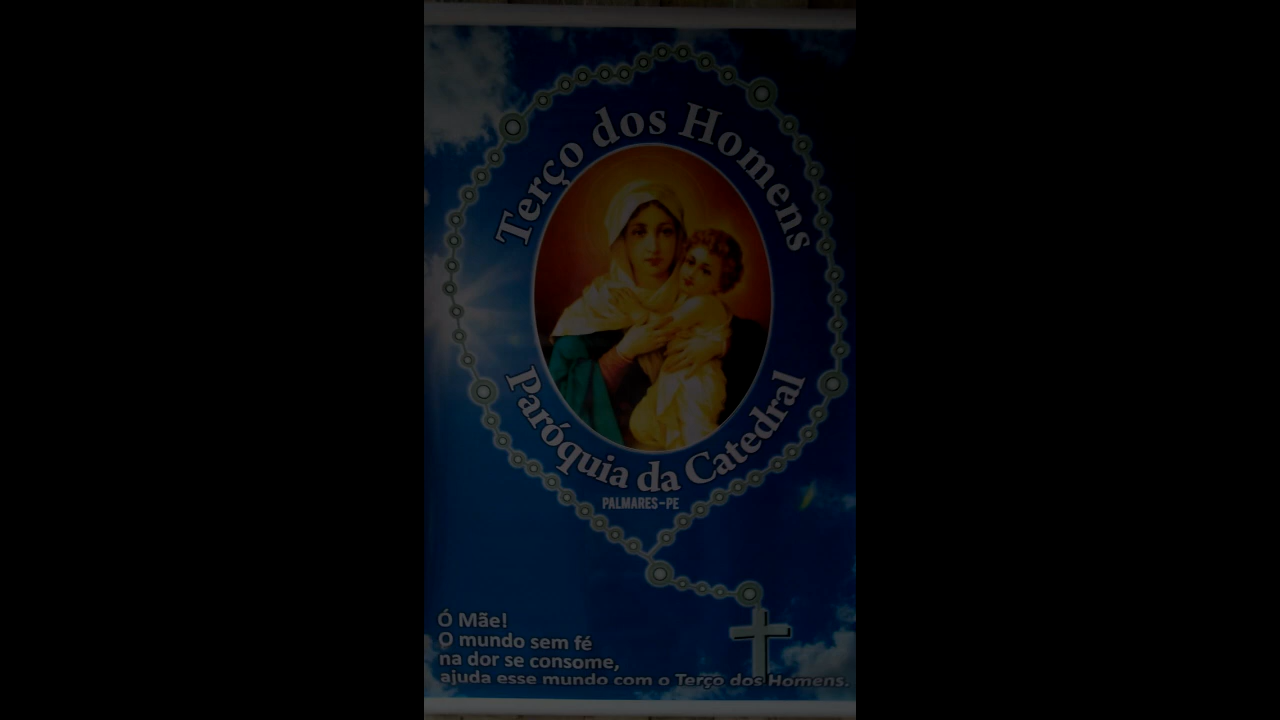 Terço dos Homens
Paróquia da Catedral
PALMARES-PE
Ó Mãe!
O mundo sem fé
na dor se consome,
ajuda esse mundo com o Terço dos Homens.